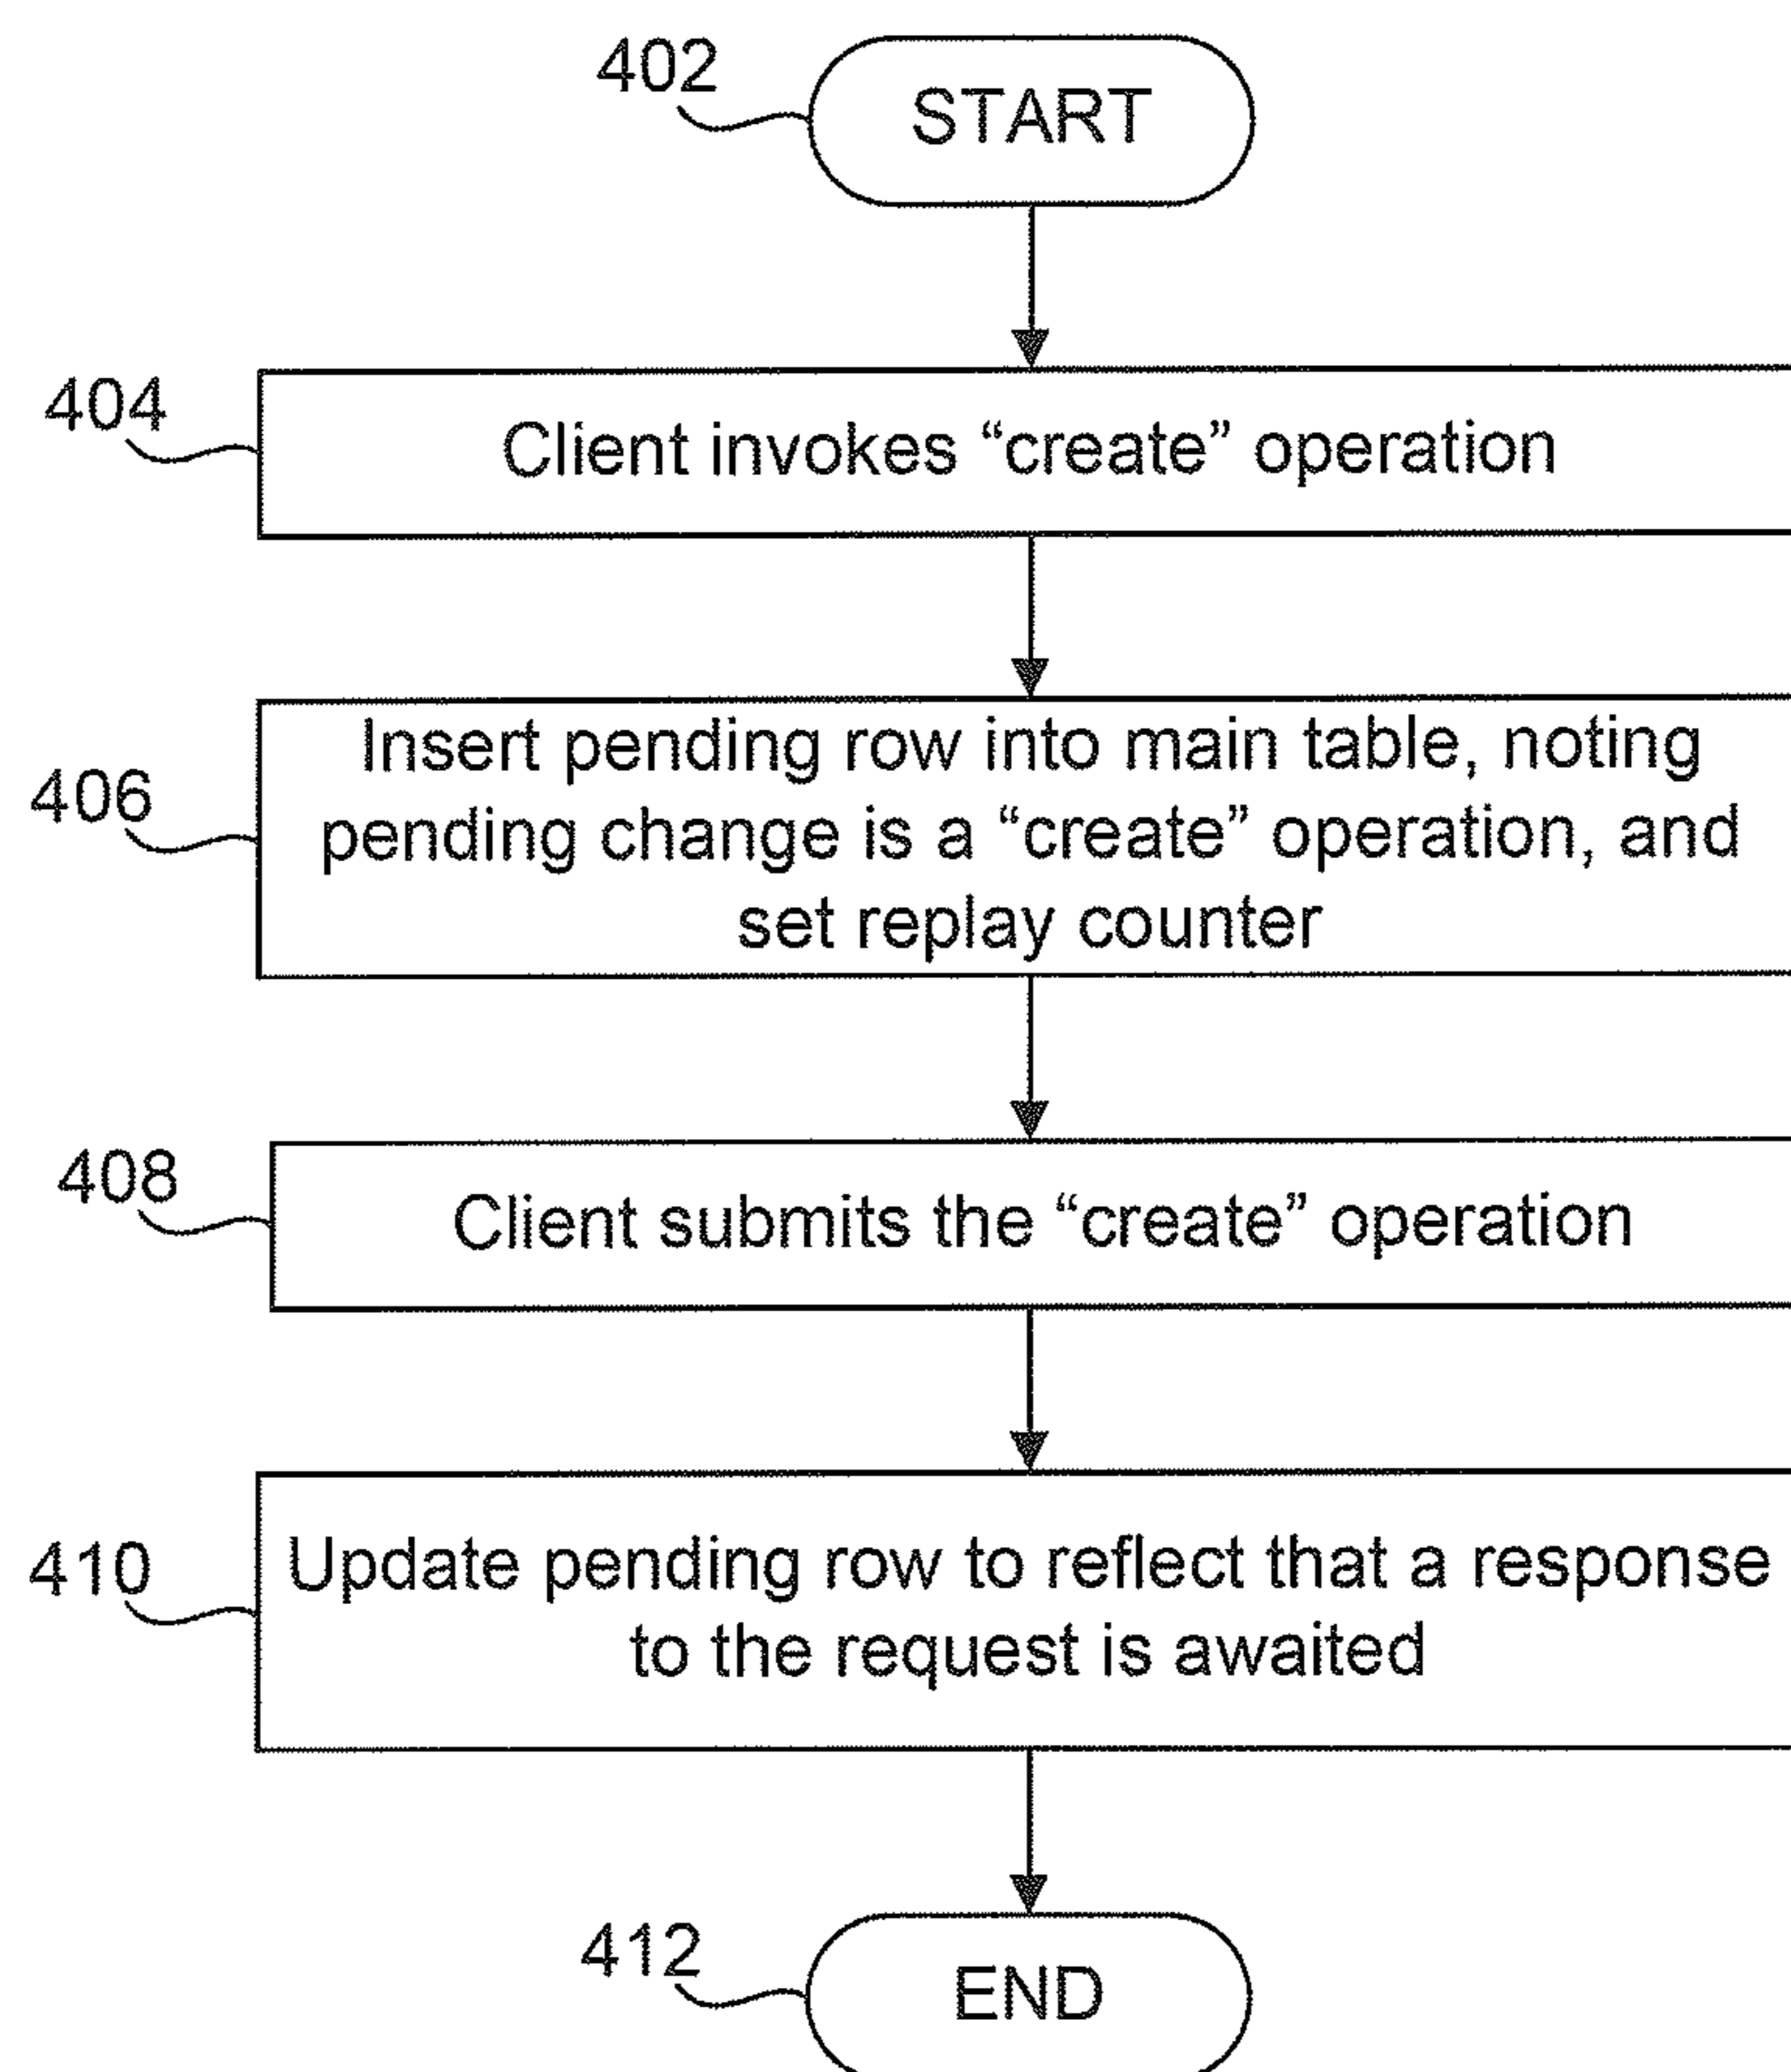 402
START
404
Client invokes “create” operation
406
Insert pending row into main table, noting
pending change is a “create” operation, and
set replay counter
408
Client submits the “create” operation
410
Update pending row to reflect that a response
to the request is awaited
412
END